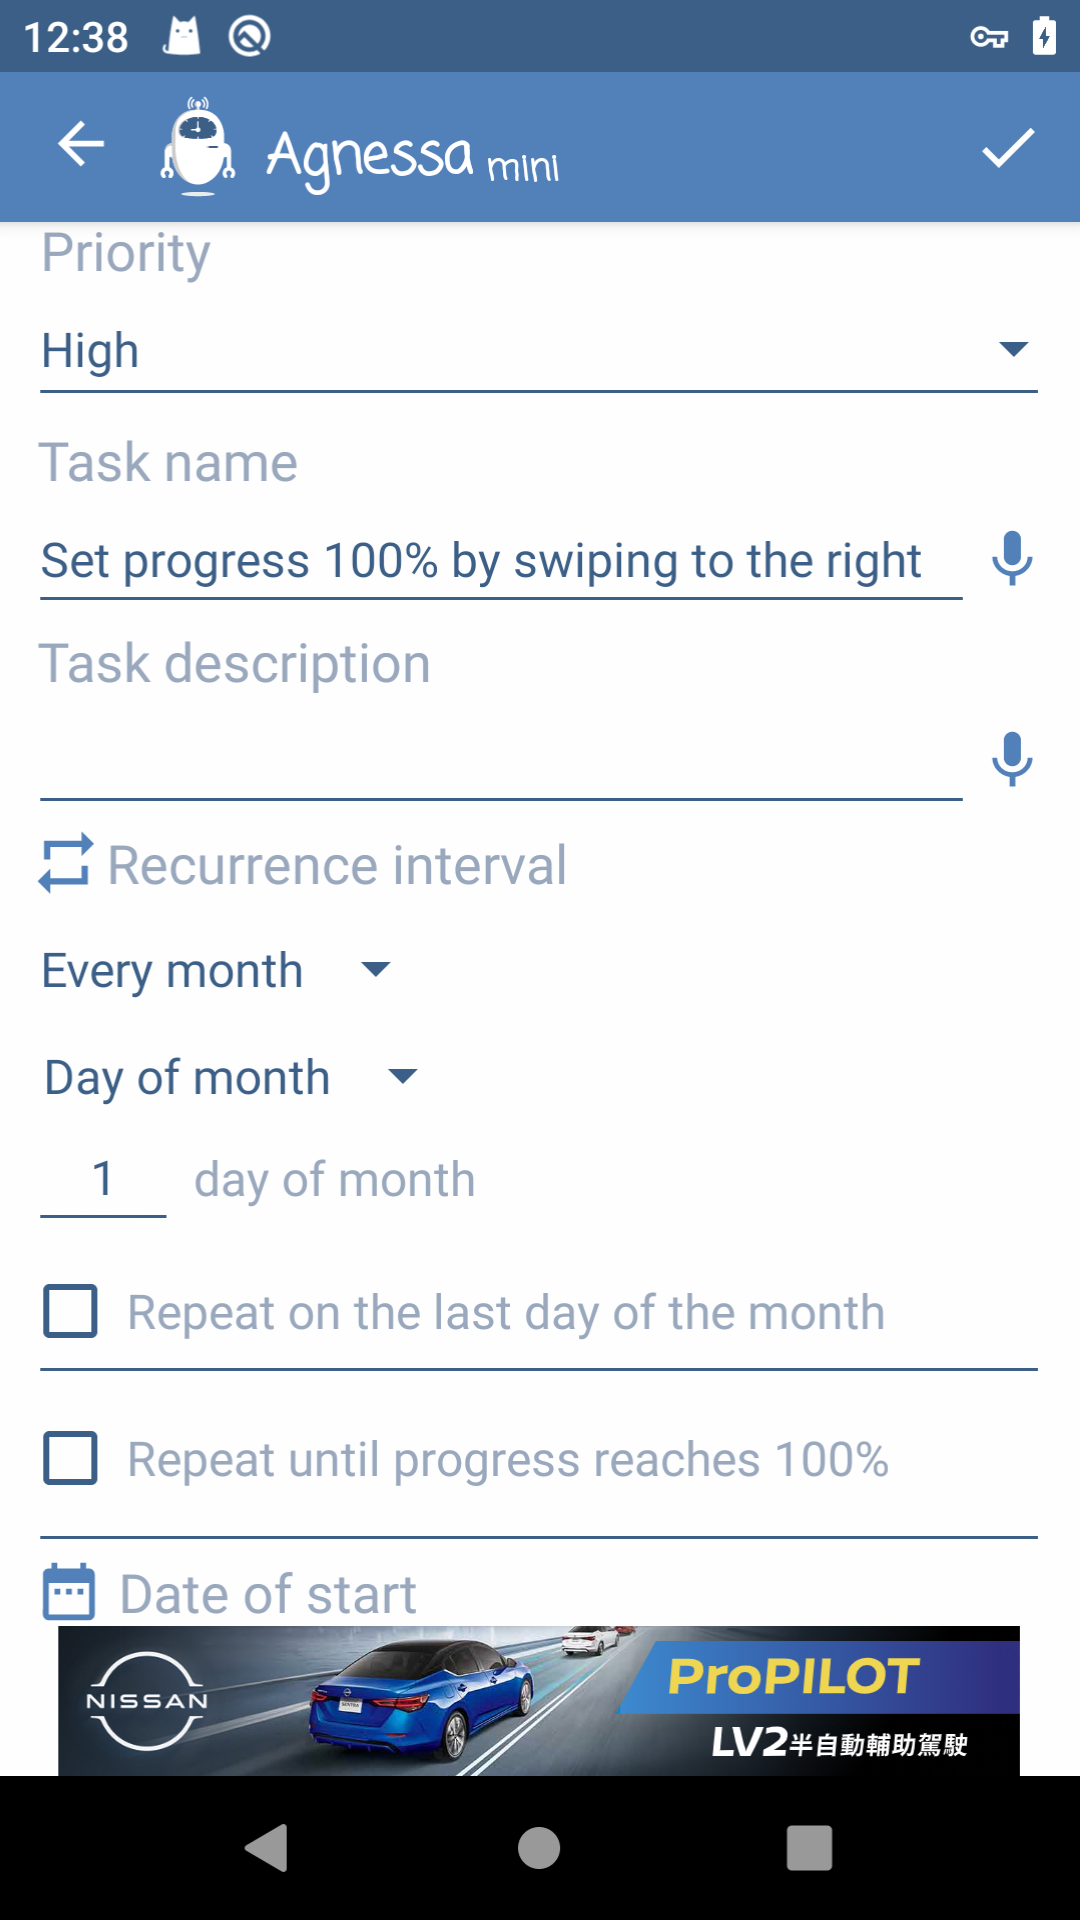 12:38
Agnessa mini
Priority
High
Task name
Set progress 100% by swiping to the right
Task description
Recurrence interval
Every month
Day of month
1 day of month
Repeat on the last day of the month
Repeat until progress reaches 100%
Date of start
NISSAN
ProPILOT
LV2半自動輔助駕駛